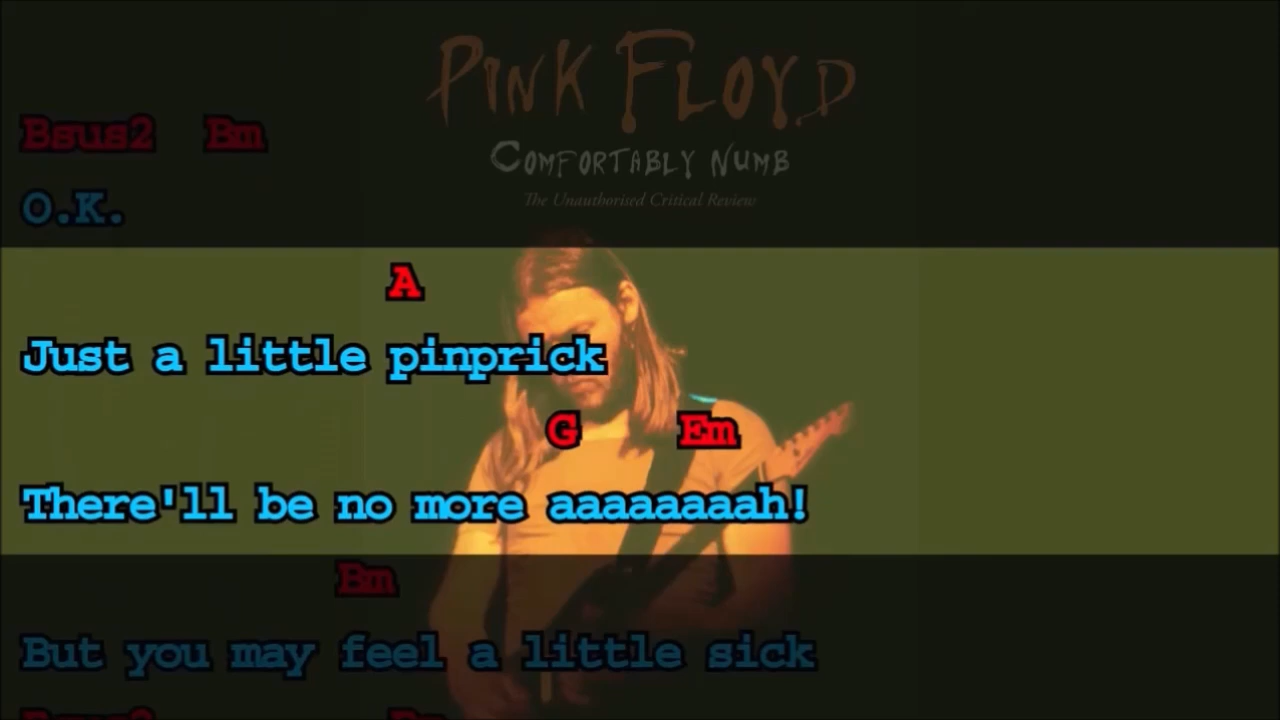 PINK FLOYD
COMFORTABLY NUMB
The Unauthorised Critical Review
Bsus2 Bm
O.K.
A
Just a little pinprick
G Em
There'll be no more aaaaaaaah!
Bm
But you may feel a little sick